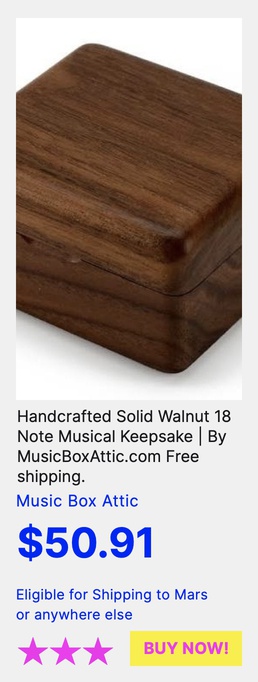 Handcrafted Solid Walnut 18
Note Musical Keepsake | By
MusicBoxAttic.com Free
shipping.
Music Box Attic
$50.91
Eligible for Shipping to Mars
or anywhere else
BUY NOW!